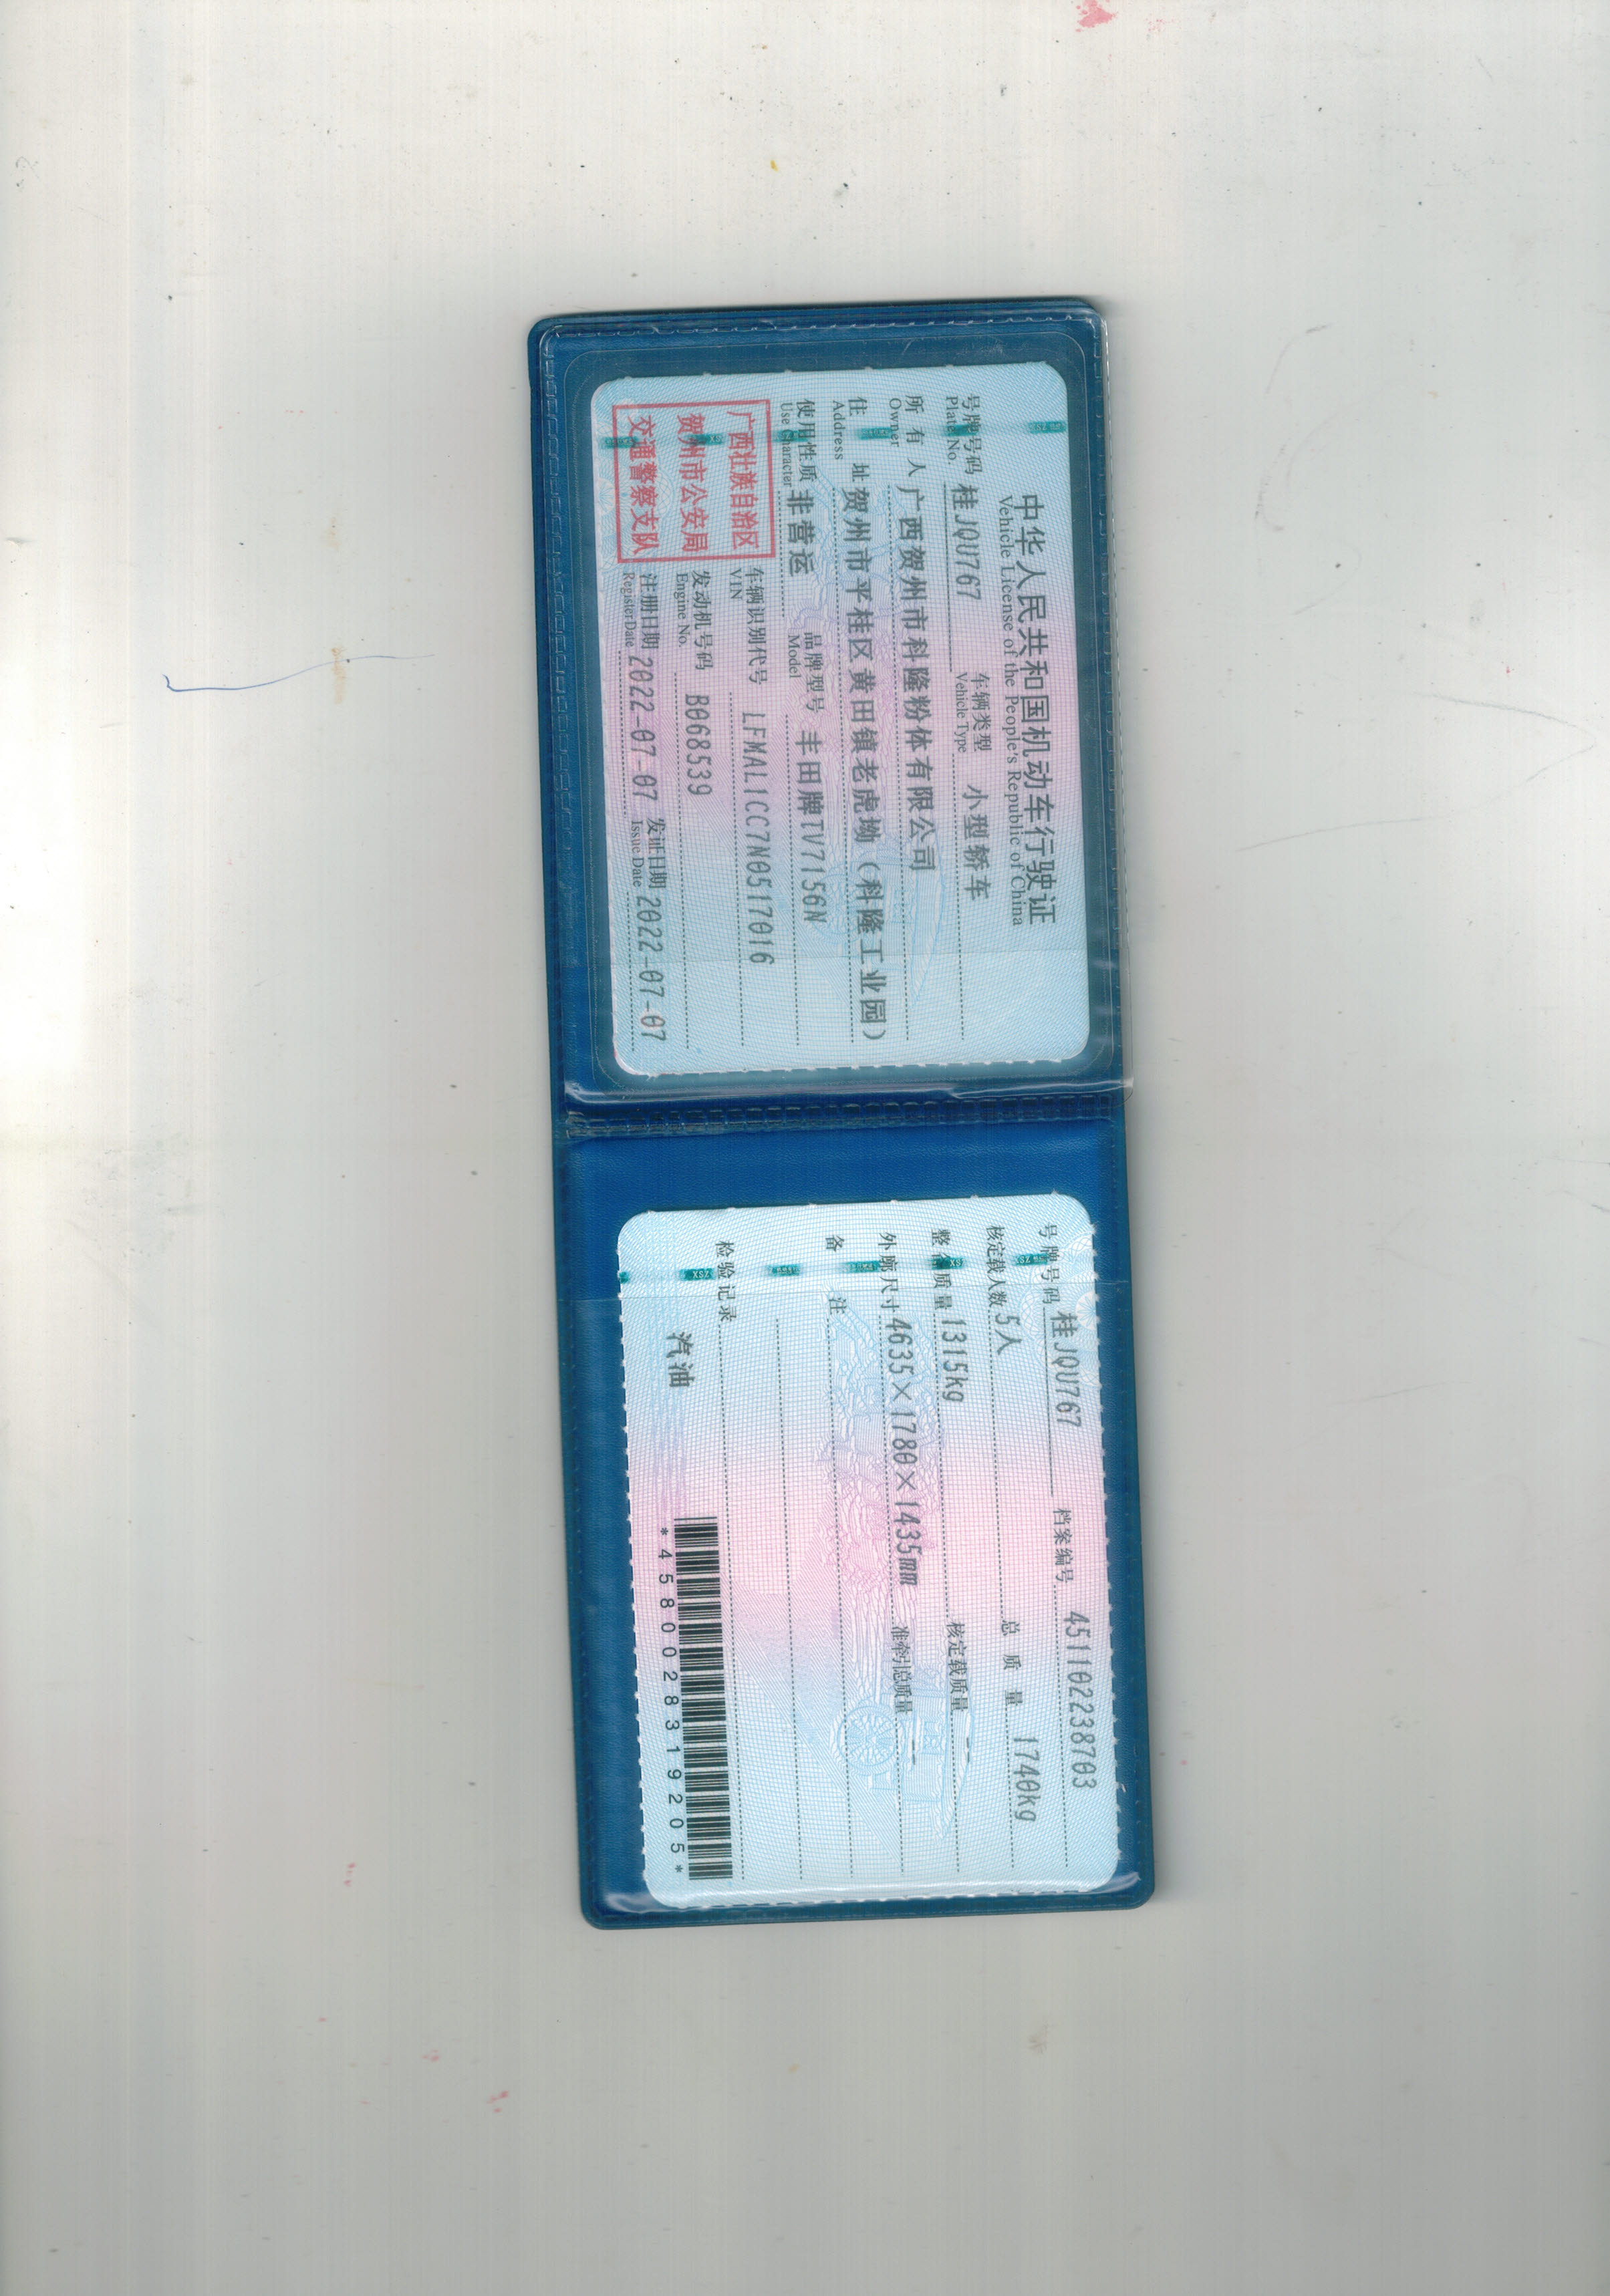 中华人民共和国机动车行驶证
Vehicle License of the People's Republic of China
号牌号码 桂JQU767 车辆类型 小型轿车
Plate No. Vehicle Type
所有人 广西贺州市科隆粉体有限公司
Owner
住址 贺州市平桂区黄田镇老虎坳(科隆工业园)
Address
使用性质 非营运 品牌型号 丰田牌TV7156N
Use Character Model
广西壮族自治区
贺州市公安局
交通警察支队
车辆识别代号 LFMAL1CC7N0517016
VIN
发动机号码 B068539
Engine No.
注册日期 2022-07-07 发证日期 2022-07-07
Register Date Issue Date
号牌号码 桂JQU767 档案编号 451102238703
核定载人数 5人 总质量 1740kg
整备质量 1315kg 核定载质量 --
外廓尺寸 4635×1780×1435mm 准牵引总质量 --
备注
检验记录
汽油
*4580028319205*